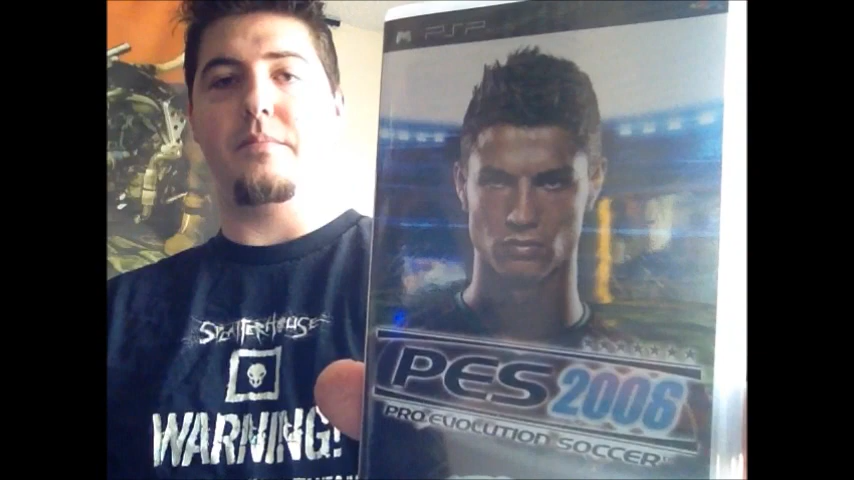 PSP
SPLATTERHOUSE
WARNING!
PES 2008
PRO EVOLUTION SOCCER